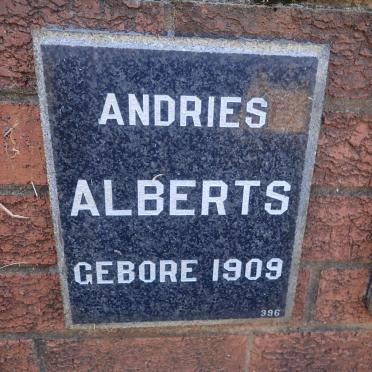 ANDRIES
ALBERTS
GEBORE 1909
396